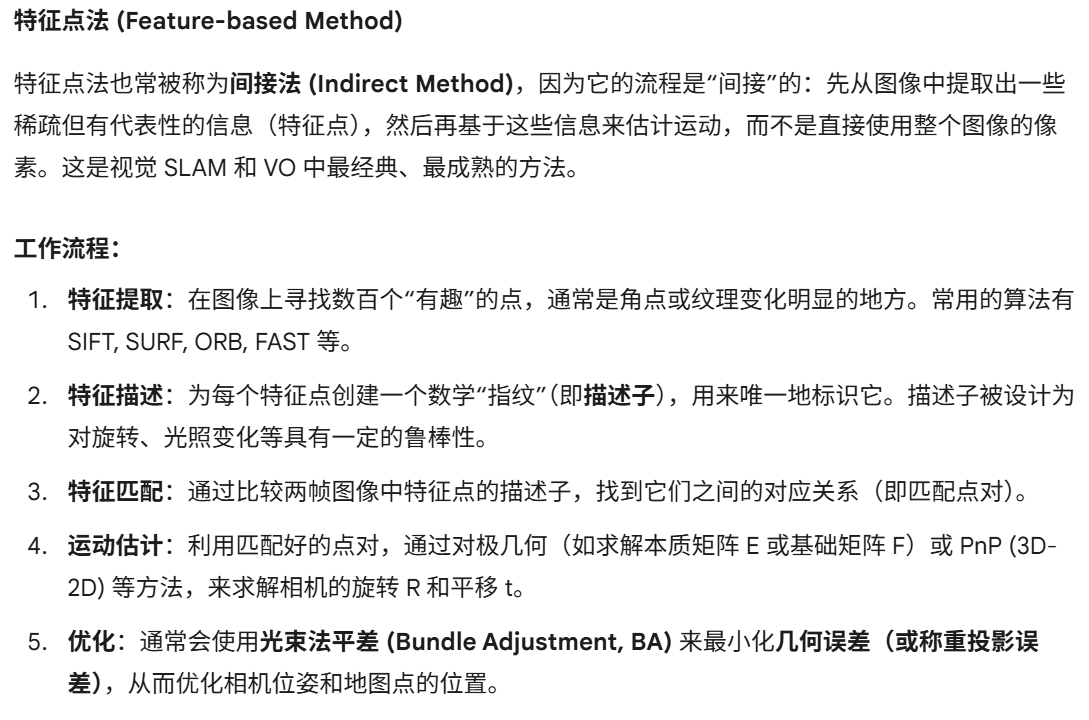 特征点法 (Feature-based Method)
特征点法也常被称为间接法 (Indirect Method)，因为它的流程是“间接”的：先从图像中提取出一些
稀疏但有代表性的信息（特征点），然后再基于这些信息来估计运动，而不是直接使用整个图像的像
素。这是视觉 SLAM 和 VO 中最经典、最成熟的方法。
工作流程：
1. 特征提取：在图像上寻找数百个“有趣”的点，通常是角点或纹理变化明显的地方。常用的算法有
SIFT, SURF, ORB, FAST 等。
2. 特征描述：为每个特征点创建一个数学“指纹”（即描述子），用来唯一地标识它。描述子被设计为
对旋转、光照变化等具有一定的鲁棒性。
3. 特征匹配：通过比较两帧图像中特征点的描述子，找到它们之间的对应关系（即匹配点对）。
4. 运动估计：利用匹配好的点对，通过对极几何（如求解本质矩阵 E 或基础矩阵 F）或 PnP (3D-
2D) 等方法，来求解相机的旋转 R 和平移 t。
5. 优化：通常会使用光束法平差 (Bundle Adjustment, BA) 来最小化几何误差（或称重投影误
差），从而优化相机位姿和地图点的位置。